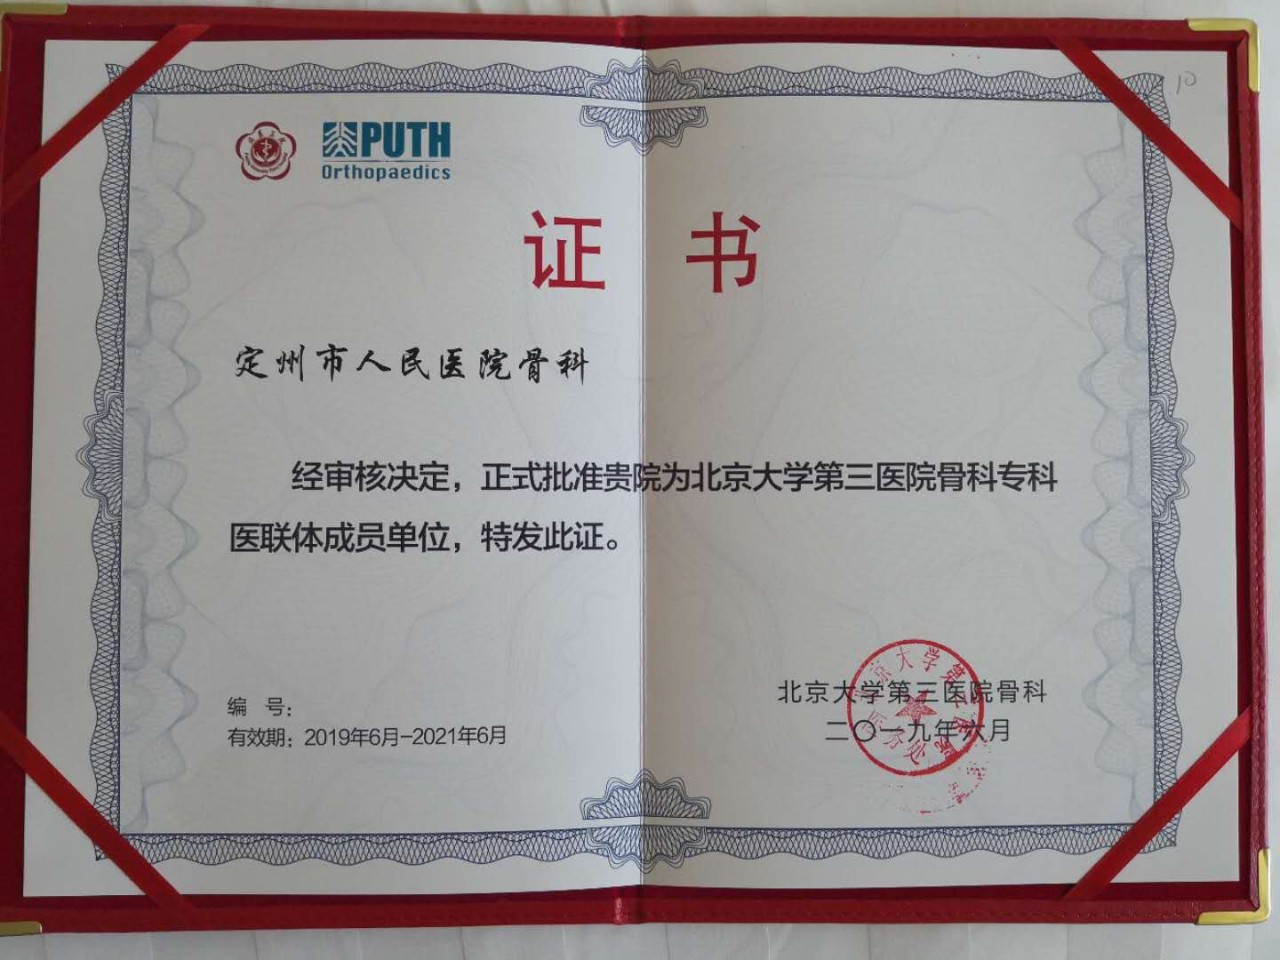 PUTH
Orthopaedics
证 书
定州市人民医院骨科
经审核决定，正式批准贵院为北京大学第三医院骨科专科
医联体成员单位，特发此证。
编 号:
有效期: 2019年6月-2021年6月
北京大学第三医院骨科
二〇一九年六月
10